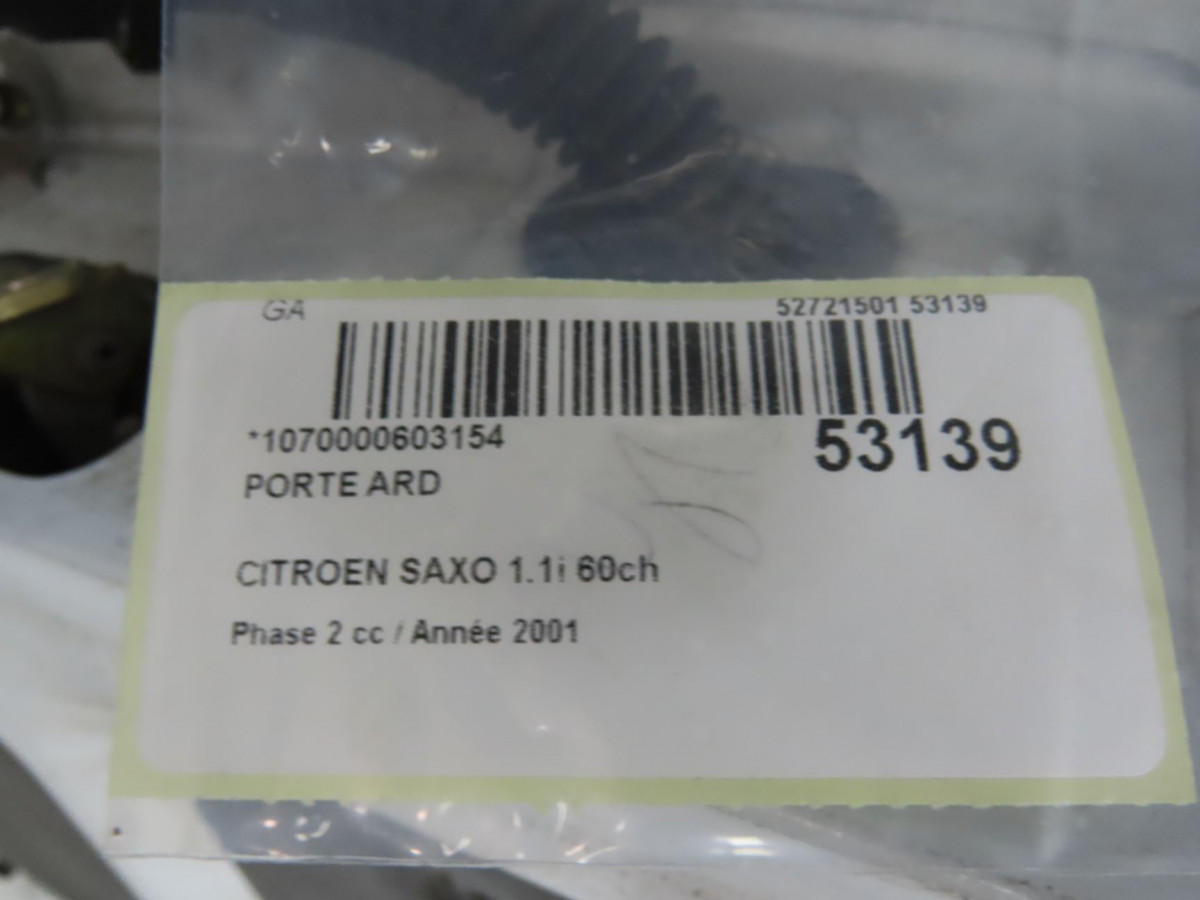 GA 52721501 53139
*1070000603154 53139
PORTE ARD
CITROEN SAXO 1.1i 60ch
Phase 2 cc / Année 2001